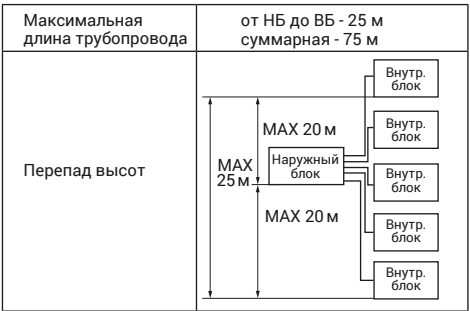 Максимальная
длина трубопровода
от НБ до ВБ - 25 м
суммарная - 75 м
Перепад высот
MAX
25 м
MAX 20 м
Наружный
блок
MAX 20 м
Внутр.
блок
Внутр.
блок
Внутр.
блок
Внутр.
блок
Внутр.
блок